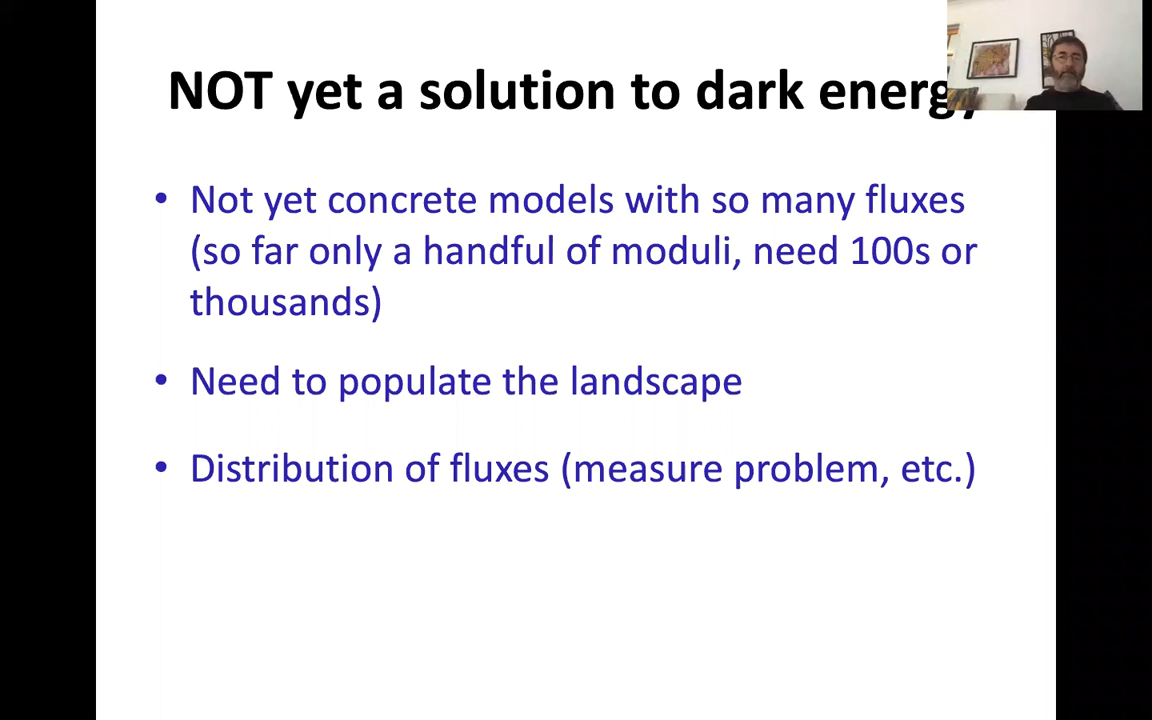 NOT yet a solution to dark energy
• Not yet concrete models with so many fluxes
(so far only a handful of moduli, need 100s or
thousands)
• Need to populate the landscape
• Distribution of fluxes (measure problem, etc.)